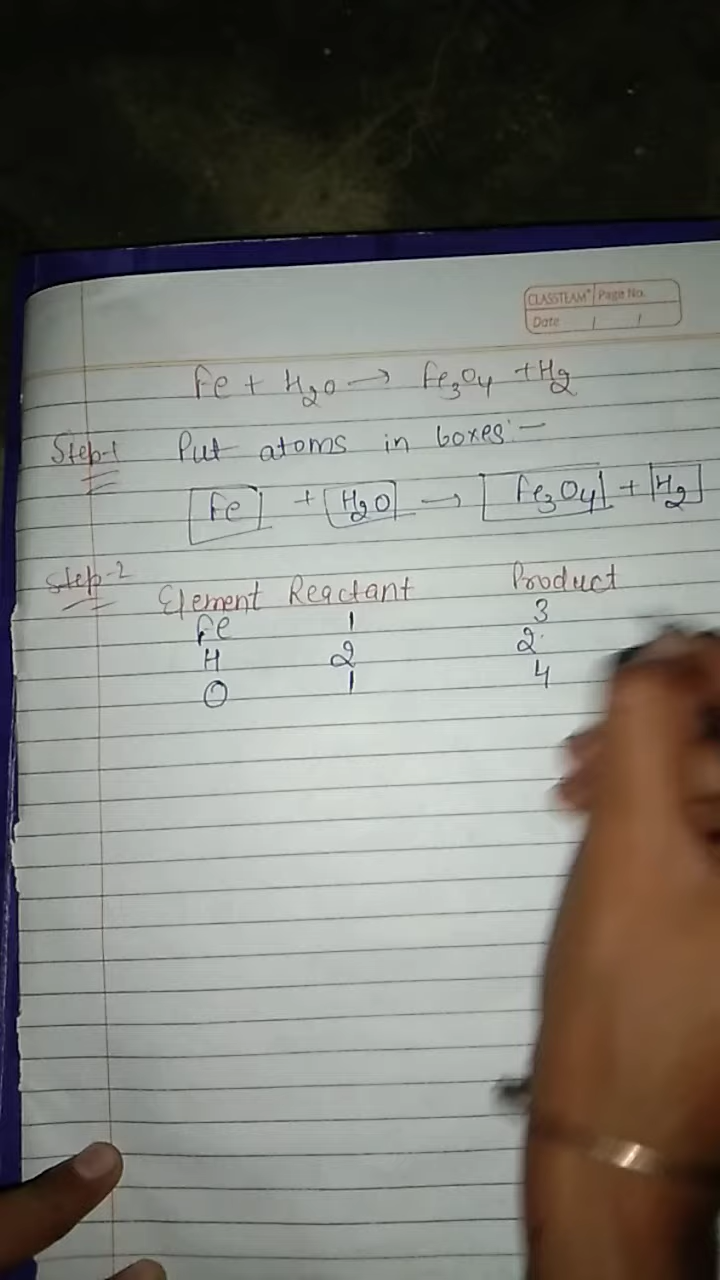 CLASSTEAM Page No.
Date / /
Fe + H₂O → Fe₃O₄ + H₂
Step-1 Put atoms in boxes:-
Fe + H₂O → Fe₃O₄ + H₂
Step-2
Element Reactant Product
Fe 1 3
H 2 2
O 1 4